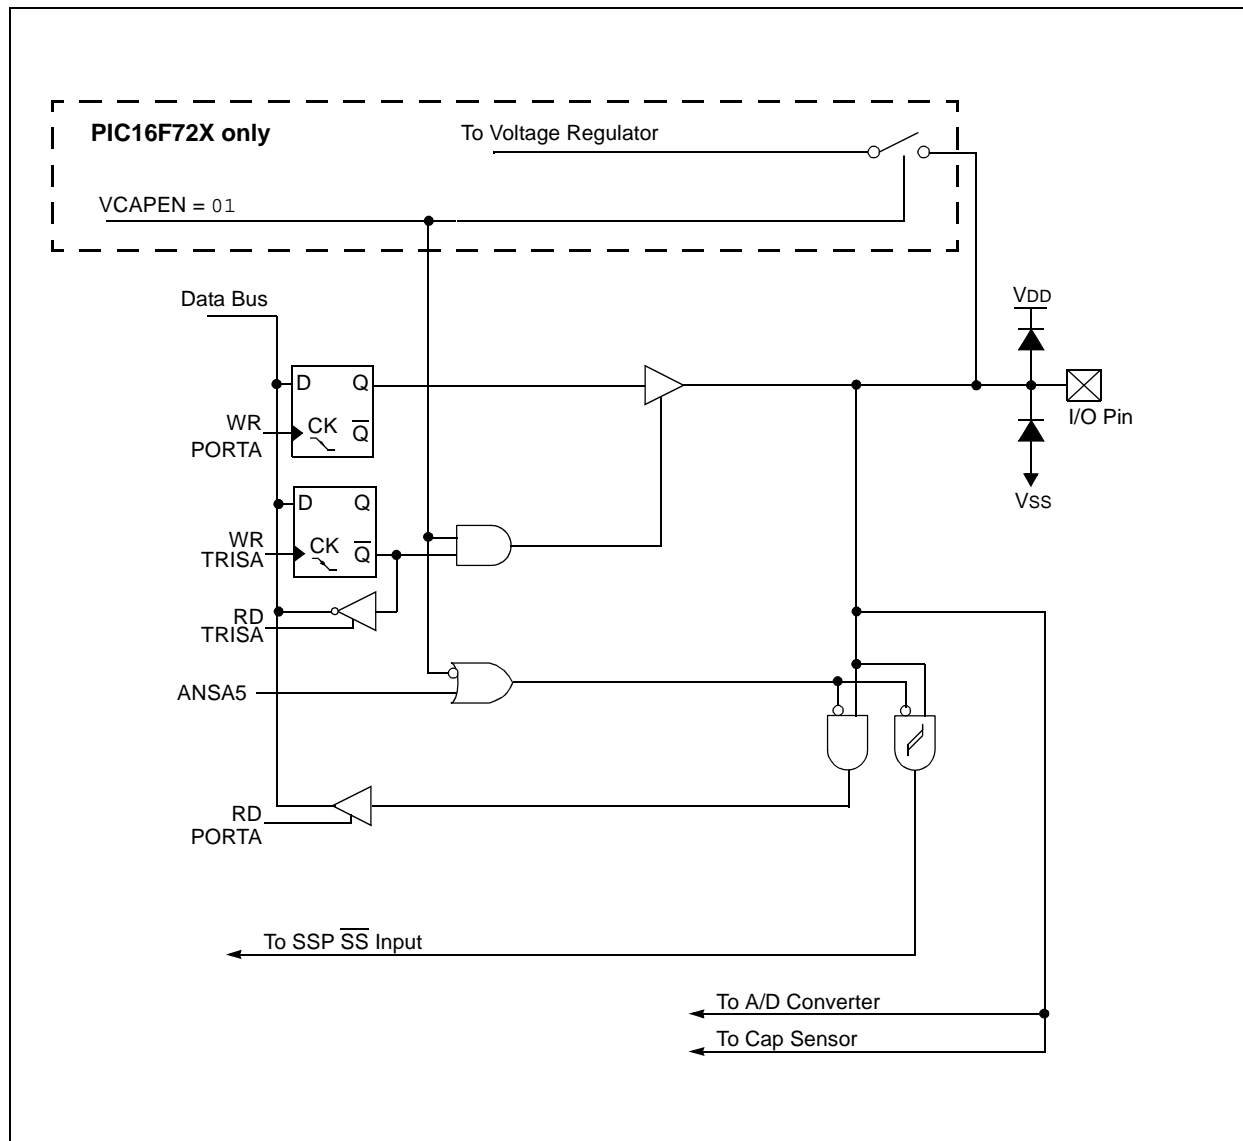 PIC16F72X only
To Voltage Regulator
VCAPEN = 01
Data Bus
VDD
D Q
CK Q̅
WR
PORTA
I/O Pin
VSS
D Q
CK Q̅
WR
TRISA
RD
TRISA
ANSA5
RD
PORTA
To SSP S̅S̅ Input
To A/D Converter
To Cap Sensor